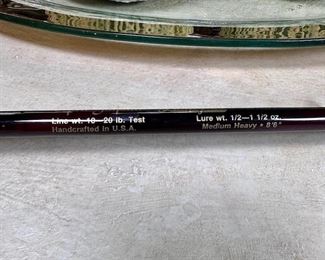 Line wt. 10—20 lb. Test
Handcrafted in U.S.A.
Lure wt. 1/2—1 1/2 oz.
Medium Heavy • 8'6"